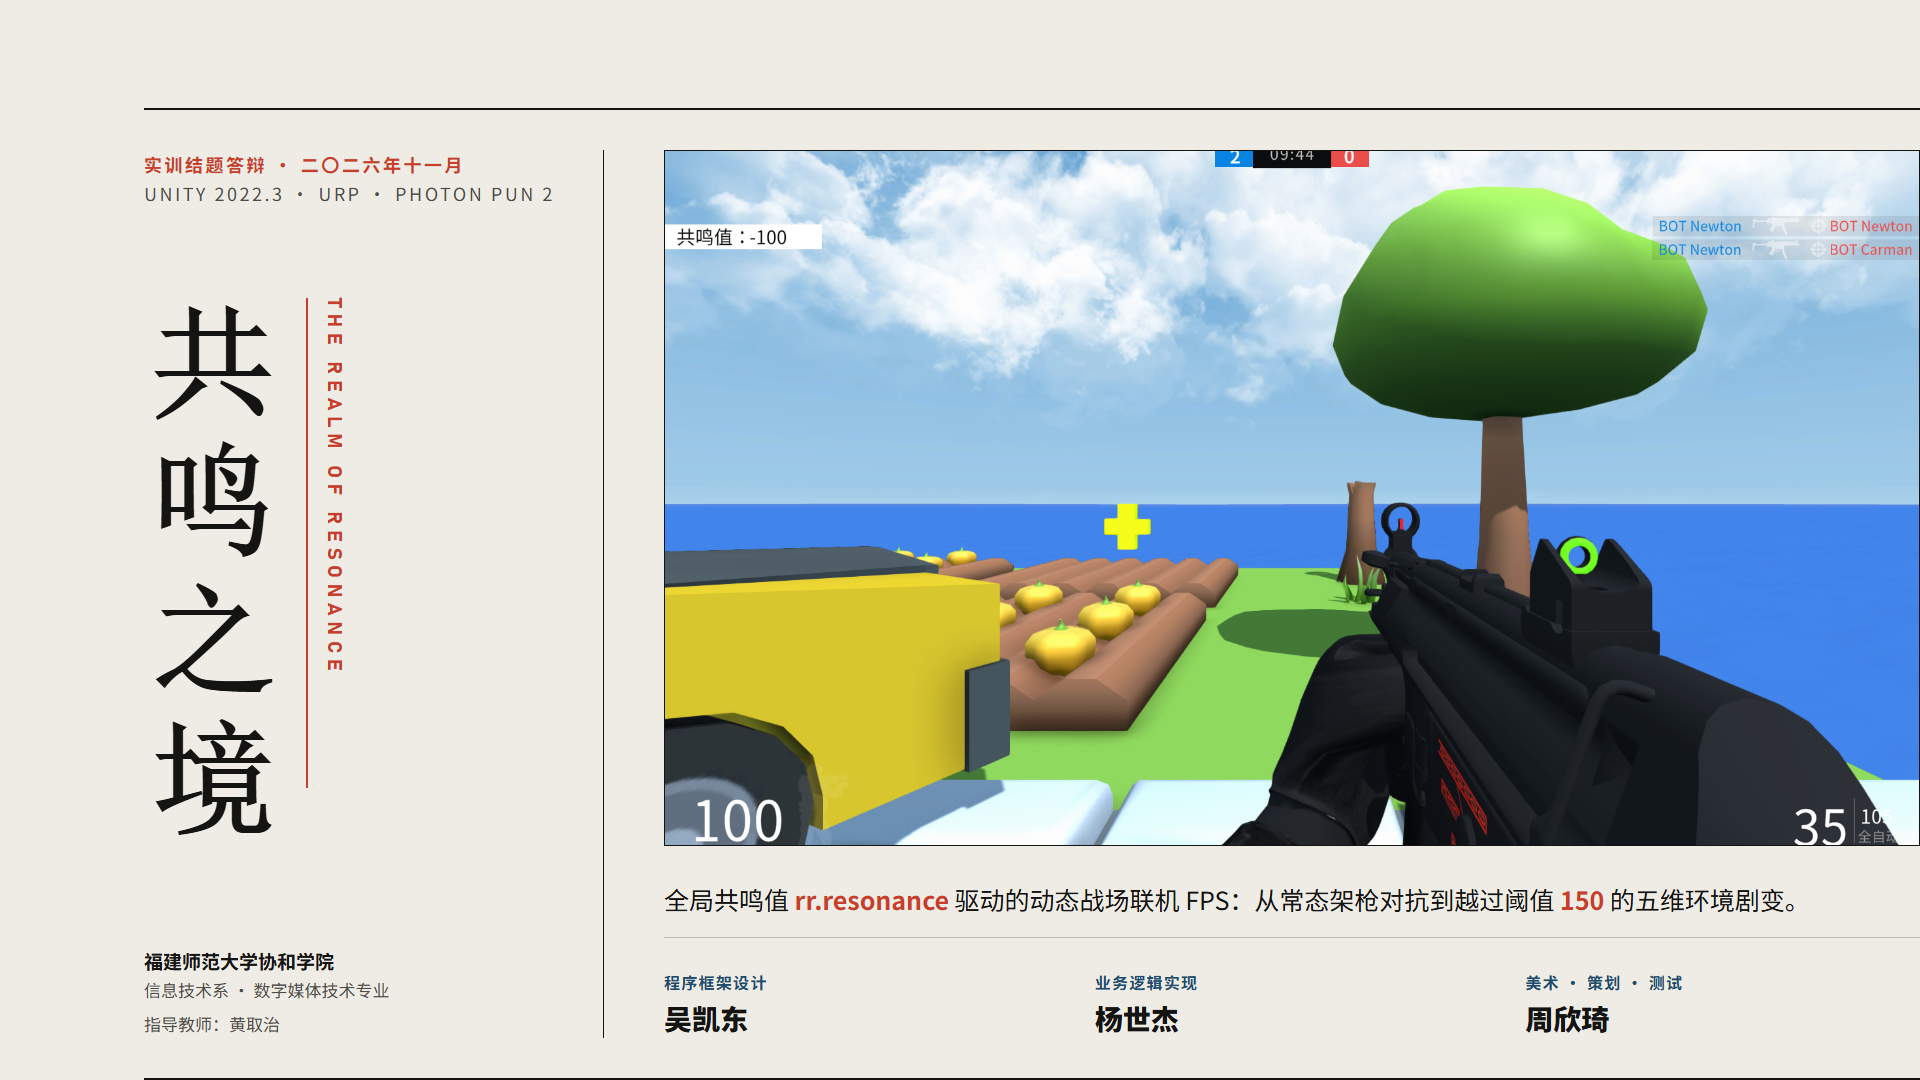 实训结题答辩 · 二〇二六年十一月
UNITY 2022.3 · URP · PHOTON PUN 2
共鸣之境
THE REALM OF RESONANCE
福建师范大学协和学院
信息技术系 · 数字媒体技术专业
指导教师：黄取治
2 09:44 0
共鸣值：-100
BOT Newton BOT Newton
BOT Newton BOT Carman
100
35
全自
全局共鸣值 rr.resonance 驱动的动态战场联机 FPS：从常态架枪对抗到越过阈值 150 的五维环境剧变。
程序框架设计
吴凯东
业务逻辑实现
杨世杰
美术 · 策划 · 测试
周欣琦